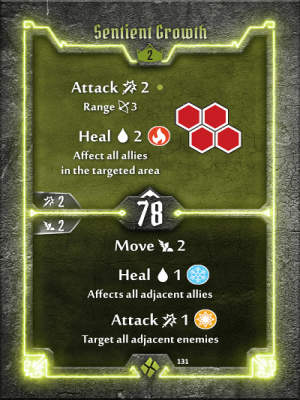 Sentient Growth
2
Attack 2
Range 3
Heal 2
Affect all allies
in the targeted area
2
78
2
Move 2
Heal 1
Affects all adjacent allies
Attack 1
Target all adjacent enemies
131